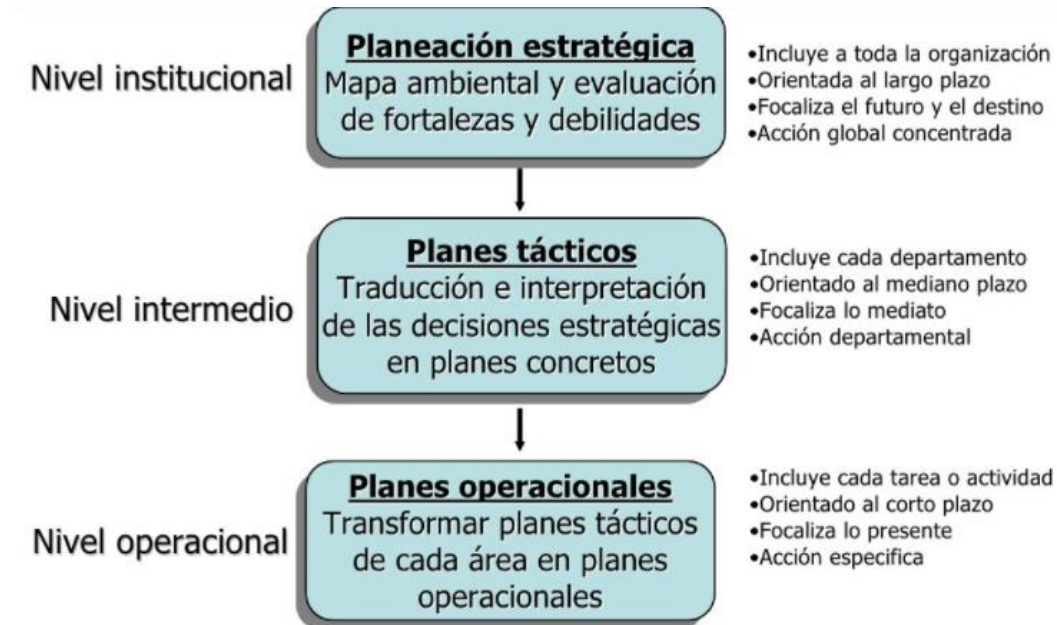 Nivel institucional
Planeación estratégica
Mapa ambiental y evaluación
de fortalezas y debilidades
•Incluye a toda la organización
•Orientada al largo plazo
•Focaliza el futuro y el destino
•Acción global concentrada
Nivel intermedio
Planes tácticos
Traducción e interpretación
de las decisiones estratégicas
en planes concretos
•Incluye cada departamento
•Orientado al mediano plazo
•Focaliza lo mediato
•Acción departamental
Nivel operacional
Planes operacionales
Transformar planes tácticos
de cada área en planes
operacionales
•Incluye cada tarea o actividad
•Orientado al corto plazo
•Focaliza lo presente
•Acción especifica